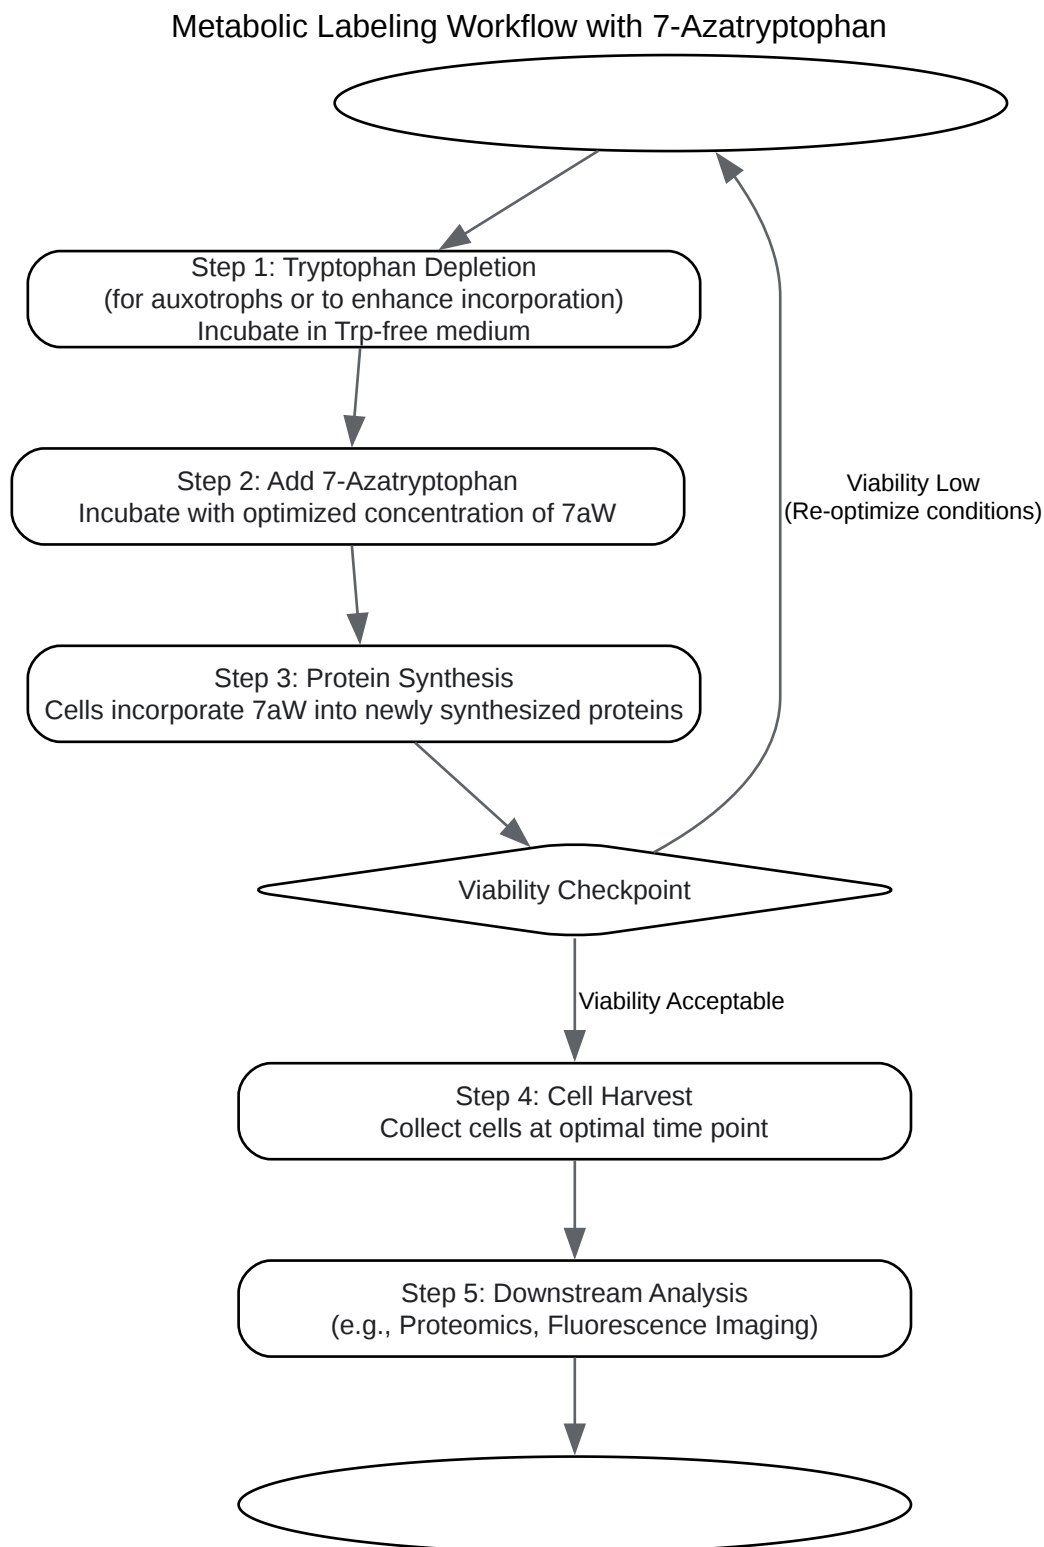 Metabolic Labeling Workflow with 7-Azatryptophan
Step 1: Tryptophan Depletion
(for auxotrophs or to enhance incorporation)
Incubate in Trp-free medium
Step 2: Add 7-Azatryptophan
Incubate with optimized concentration of 7aW
Viability Low
(Re-optimize conditions)
Step 3: Protein Synthesis
Cells incorporate 7aW into newly synthesized proteins
Viability Checkpoint
Viability Acceptable
Step 4: Cell Harvest
Collect cells at optimal time point
Step 5: Downstream Analysis
(e.g., Proteomics, Fluorescence Imaging)